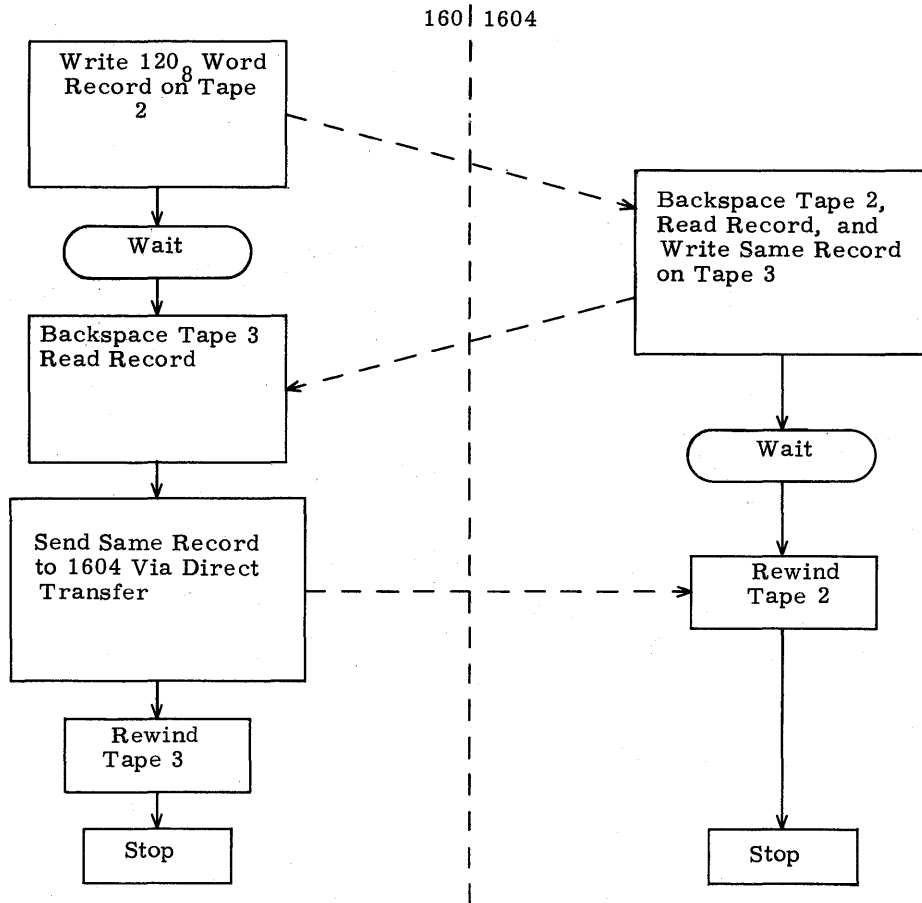 160 1604
Write 120₈ Word
Record on Tape
2
Wait
Backspace Tape 3
Read Record
Send Same Record
to 1604 Via Direct
Transfer
Rewind
Tape 3
Stop
Backspace Tape 2,
Read Record, and
Write Same Record
on Tape 3
Wait
Rewind
Tape 2
Stop